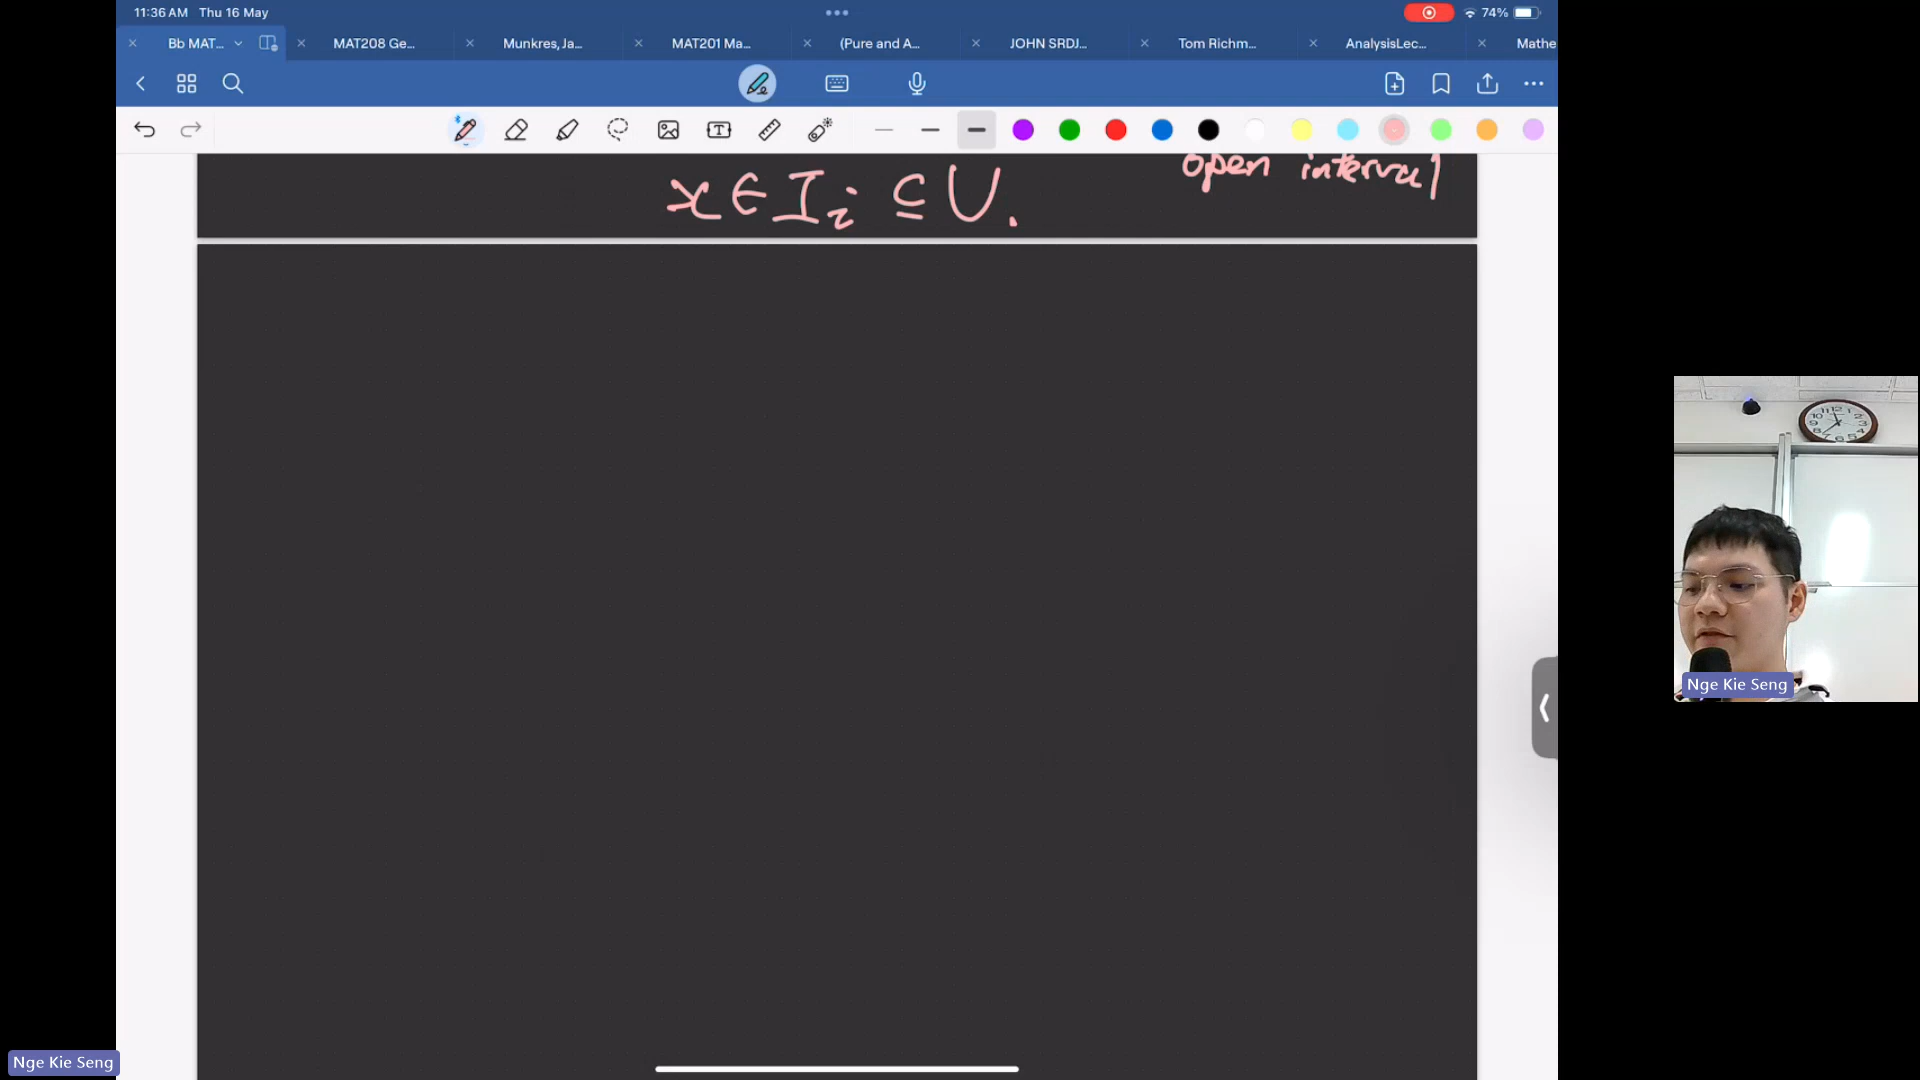 11:36 AM Thu 16 May
74%
Bb MAT...
MAT208 Ge...
Munkres, Ja...
MAT201 Ma...
(Pure and A...
JOHN SRDJ...
Tom Richm...
AnalysisLec...
Mathe
open interval
x ∈ I_i ⊆ U.
Nge Kie Seng
Nge Kie Seng